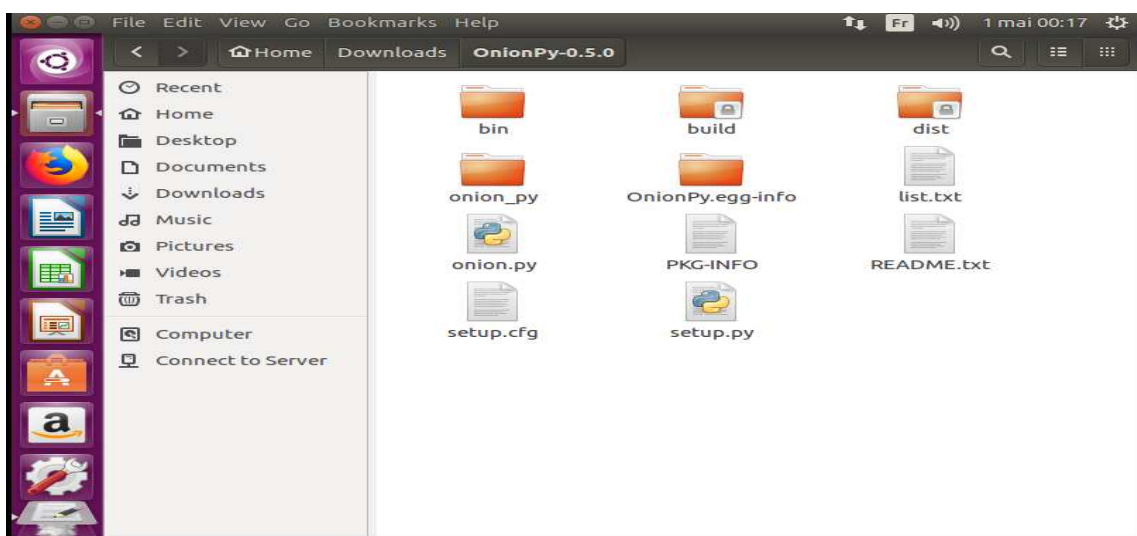 File Edit View Go Bookmarks Help
Fr
1 mai 00:17
Home Downloads OnionPy-0.5.0
Recent
Home
Desktop
Documents
Downloads
Music
Pictures
Videos
Trash
Computer
Connect to Server
bin build dist
onion_py OnionPy.egg-info list.txt
onion.py PKG-INFO README.txt
setup.cfg setup.py
a